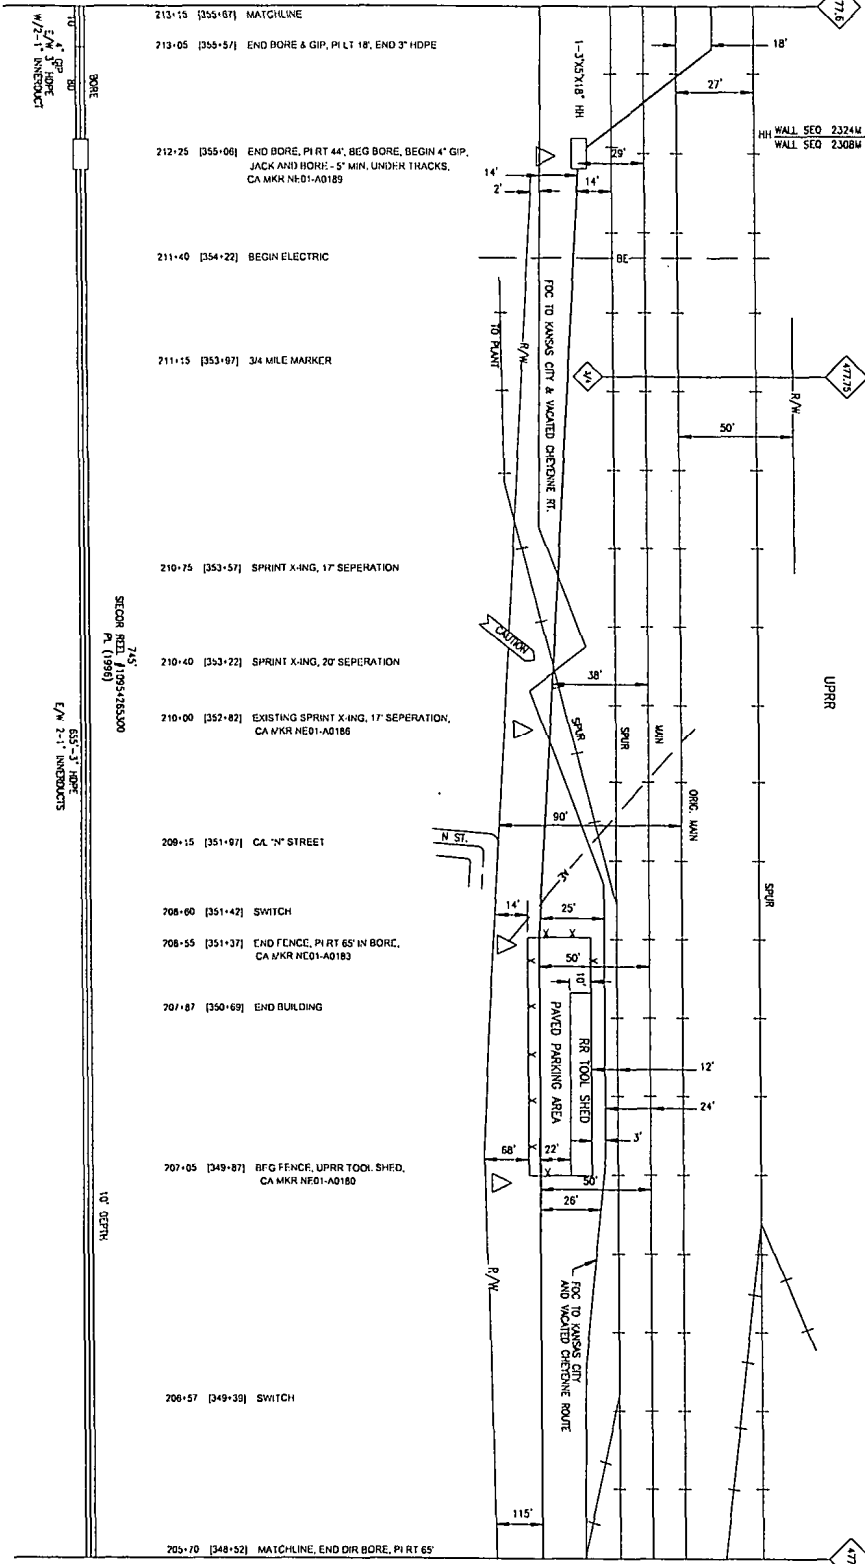 213+15 [355+67] MATCHLINE
213+05 [355+57] END BORE & GIP, PI LT 18', END 3" HDPE
212+25 [355+06] END BORE, PI RT 44', BEG BORE, BEGIN 4" GIP,
JACK AND BORE - 5' MIN. UNDER TRACKS,
CA MKR NE01-A0189
211+40 [354+22] BEGIN ELECTRIC
211+15 [353+97] 3/4 MILE MARKER
210+75 [353+57] SPRINT X-ING, 17' SEPERATION
210+40 [353+22] SPRINT X-ING, 20' SEPERATION
210+00 [352+82] EXISTING SPRINT X-ING, 17' SEPERATION,
CA MKR NE01-A0186
209+15 [351+97] C/L "N" STREET
208+60 [351+42] SWITCH
208+55 [351+37] END FENCE, PI RT 65' IN BORE,
CA MKR NE01-A0183
207+87 [350+69] END BUILDING
207+05 [349+87] BEG FENCE, UPRR TOOL SHED,
CA MKR NE01-A0180
206+57 [349+39] SWITCH
205+70 [348+52] MATCHLINE, END DIR BORE, PI RT 65'
BORE
10
80
4" GIP
E/W 3" HDPE
W/2-1" INNERDUCT
745'
SECOR REEL #10954265300
PL (1996)
655'-3" HDPE
E/W 2-1" INNERDUCTS
10' DEPTH
1-3'X5'X18" HH
18'
27'
HH WALL SEQ 2324M
WALL SEQ 2308M
29'
14'
2'
14'
BE
FOC TO KANSAS CITY & VACATED CHEYENNE RT.
TO PLANT
R/W
3/4
477.75
R/W
50'
CAUTION
38'
SPUR
SPUR
MAIN
ORIG. MAIN
UPRR
90'
N ST.
AE
SPUR
14'
25'
50'
10'
PAVED PARKING AREA
RR TOOL SHED
12'
24'
3'
68'
22'
50'
26'
R/W
FOC TO KANSAS CITY
AND VACATED CHEYENNE ROUTE
115'